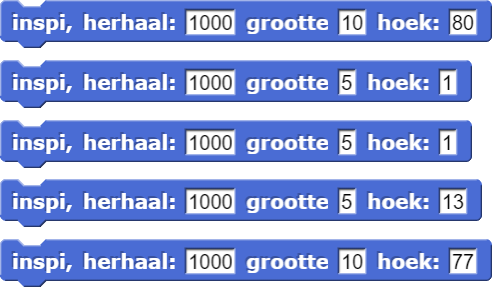 inspi, herhaal: 1000 grootte 10 hoek: 80
inspi, herhaal: 1000 grootte 5 hoek: 1
inspi, herhaal: 1000 grootte 5 hoek: 1
inspi, herhaal: 1000 grootte 5 hoek: 13
inspi, herhaal: 1000 grootte 10 hoek: 77